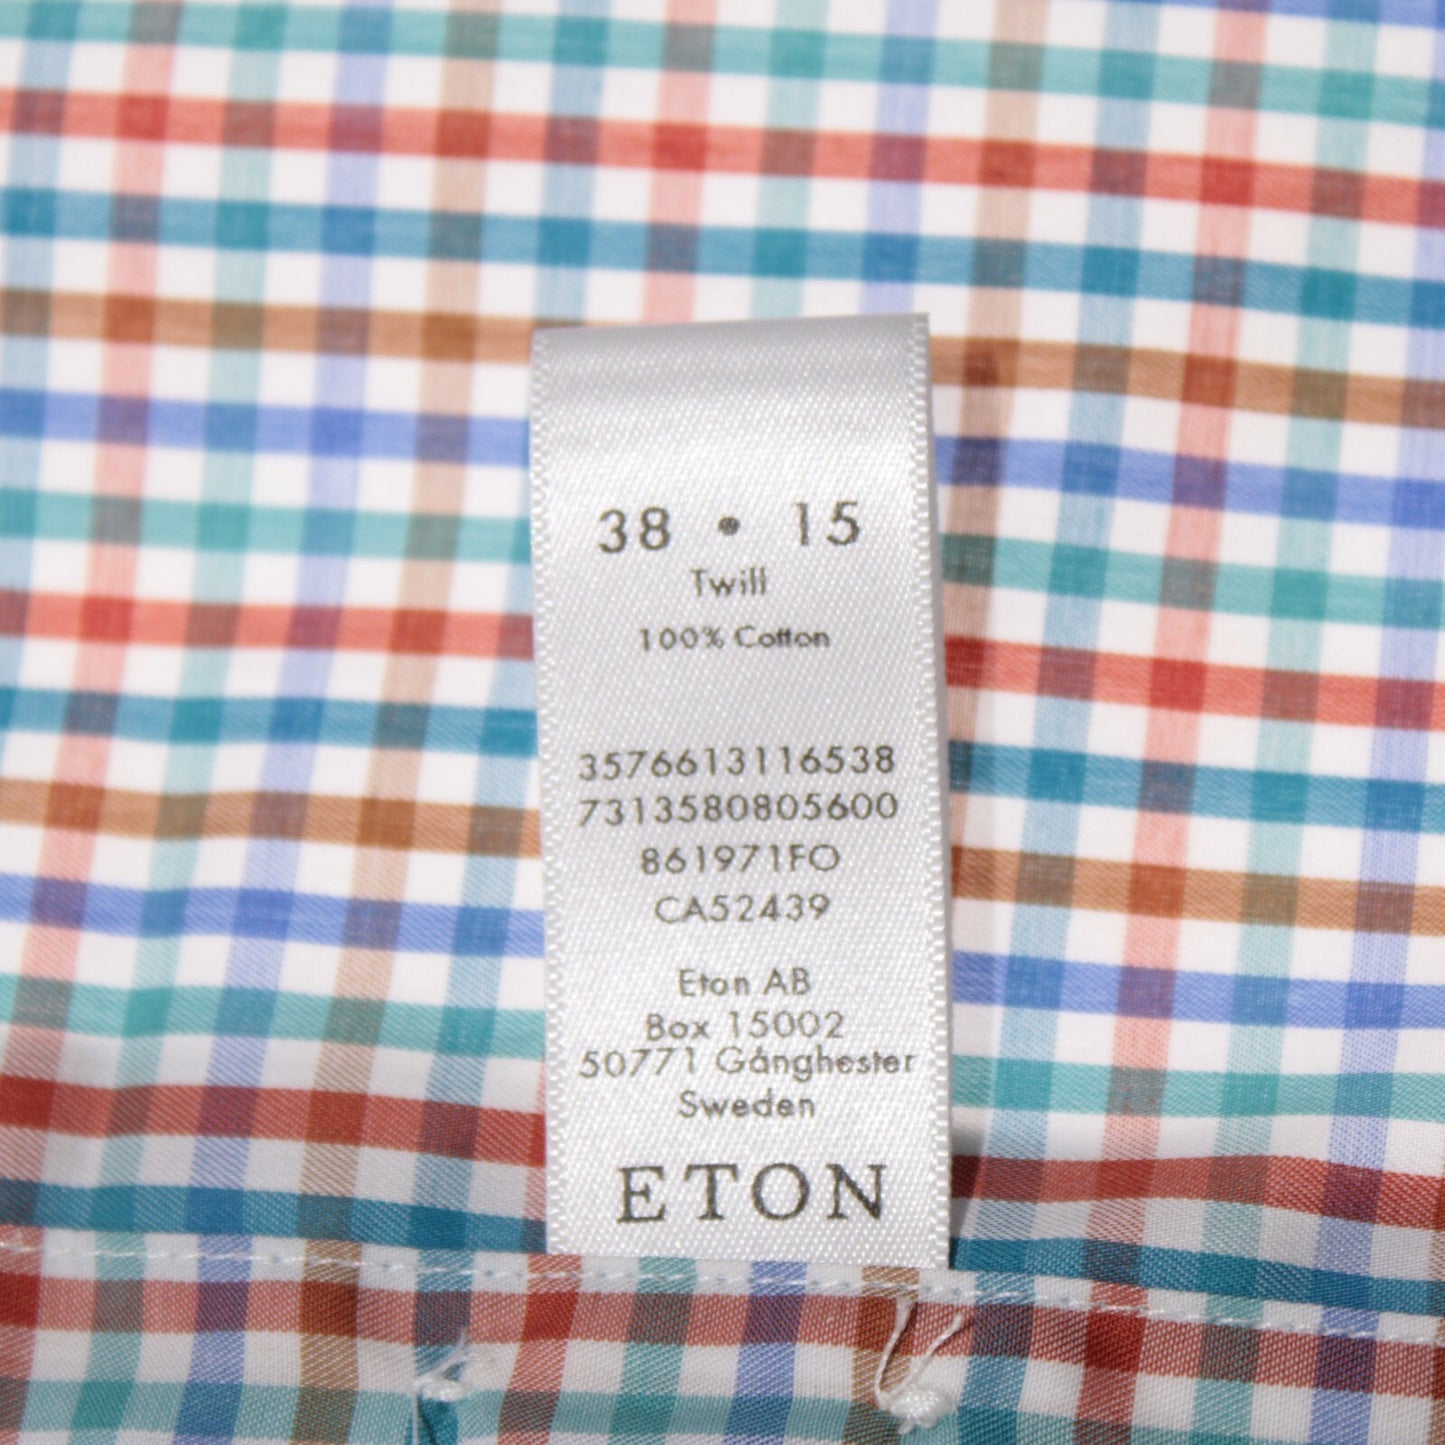 38 • 15
Twill
100% Cotton
3576613116538
7313580805600
861971FO
CA52439
Eton AB
Box 15002
50771 Gånghester
Sweden
ETON